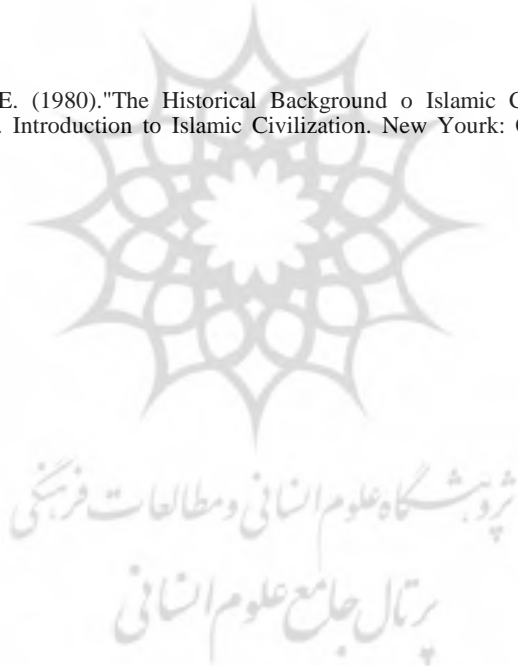 E. (1980)."The Historical Background o Islamic C
. Introduction to Islamic Civilization. New Yourk:
پژوهشگاه علوم انسانی و مطالعات فرهنگی
پرتال جامع علوم انسانی